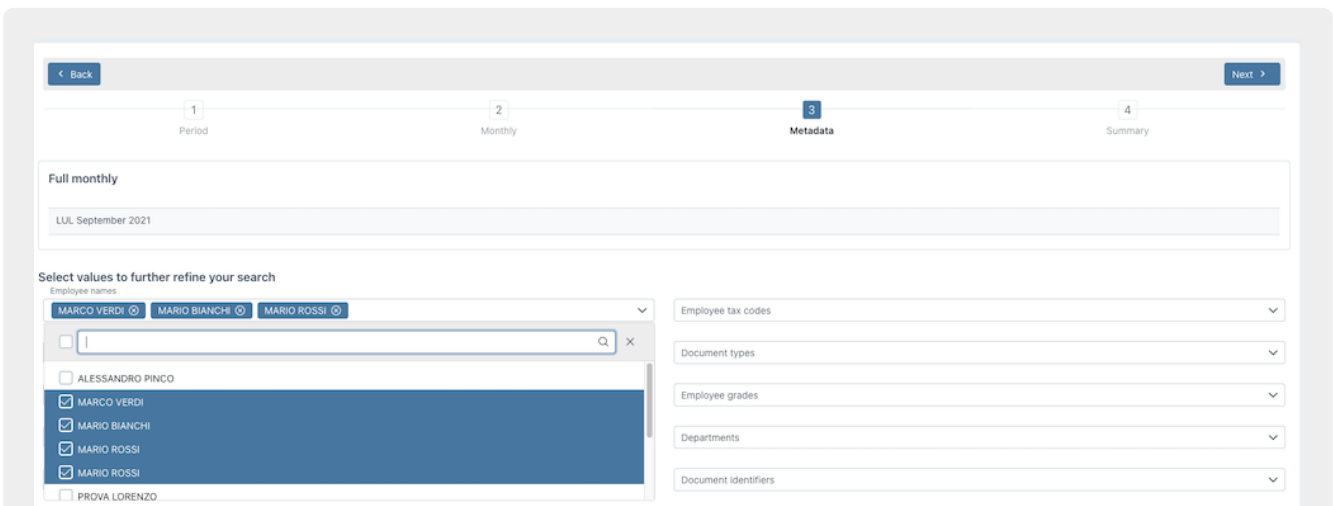 Back
Next
1
2
3
4
Period
Monthly
Metadata
Summary
Full monthly
LUL September 2021
Select values to further refine your search
Employee names
MARCO VERDI
MARIO BIANCHI
MARIO ROSSI
ALESSANDRO PINCO
MARCO VERDI
MARIO BIANCHI
MARIO ROSSI
MARIO ROSSI
PROVA LORENZO
Employee tax codes
Document types
Employee grades
Departments
Document identifiers